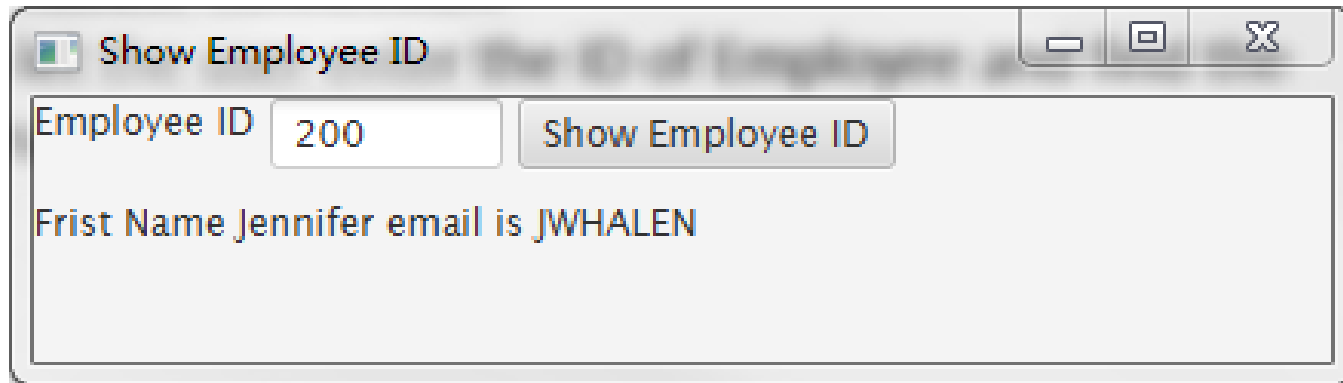 Show Employee ID
Employee ID 200 Show Employee ID
Frist Name Jennifer email is JWHALEN